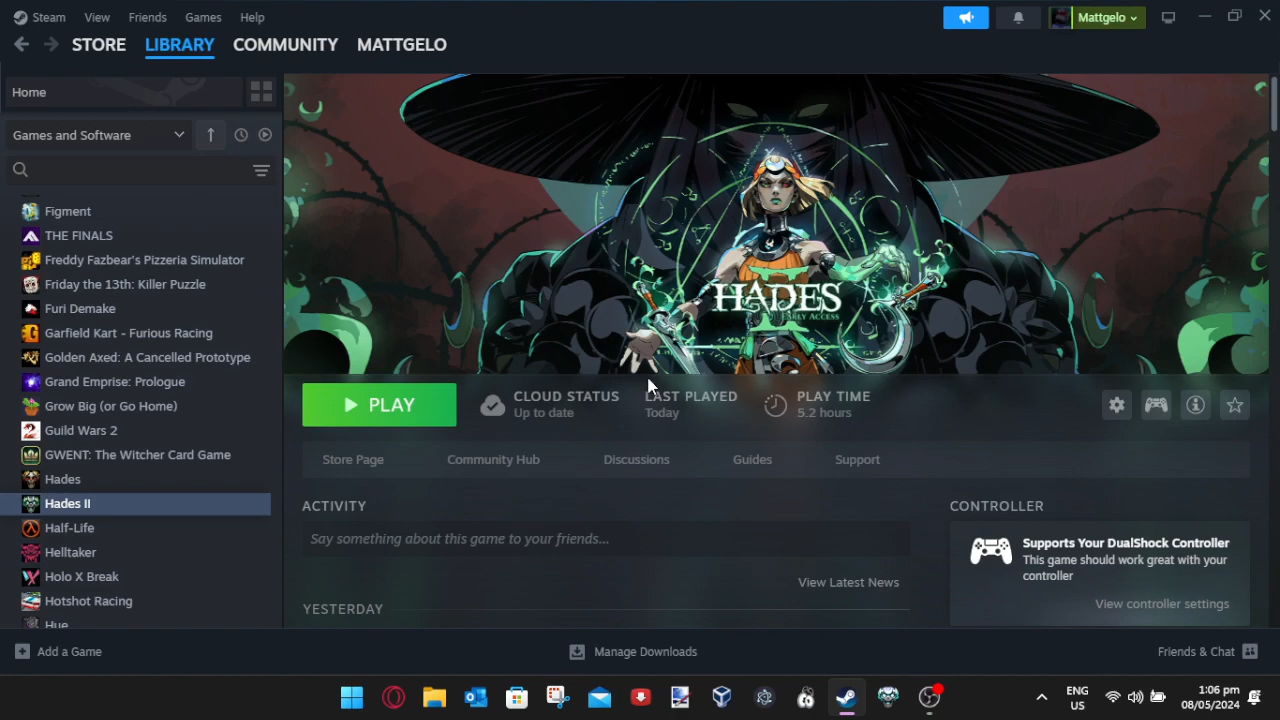 Steam View Friends Games Help Mattgelo
STORE LIBRARY COMMUNITY MATTGELO
Home
Games and Software
Figment
THE FINALS
Freddy Fazbear's Pizzeria Simulator
Friday the 13th: Killer Puzzle
Furi Demake
Garfield Kart - Furious Racing
Golden Axed: A Cancelled Prototype
Grand Emprise: Prologue
Grow Big (or Go Home)
Guild Wars 2
GWENT: The Witcher Card Game
Hades
Hades II
Half-Life
Helltaker
Holo X Break
Hotshot Racing
Hue
HADES
II
EARLY ACCESS
PLAY
CLOUD STATUS
Up to date
LAST PLAYED
Today
PLAY TIME
5.2 hours
Store Page Community Hub Discussions Guides Support
ACTIVITY
Say something about this game to your friends...
View Latest News
YESTERDAY
CONTROLLER
Supports Your DualShock Controller
This game should work great with your
controller
View controller settings
Add a Game Manage Downloads Friends & Chat
ENG
US
1:06 pm
08/05/2024